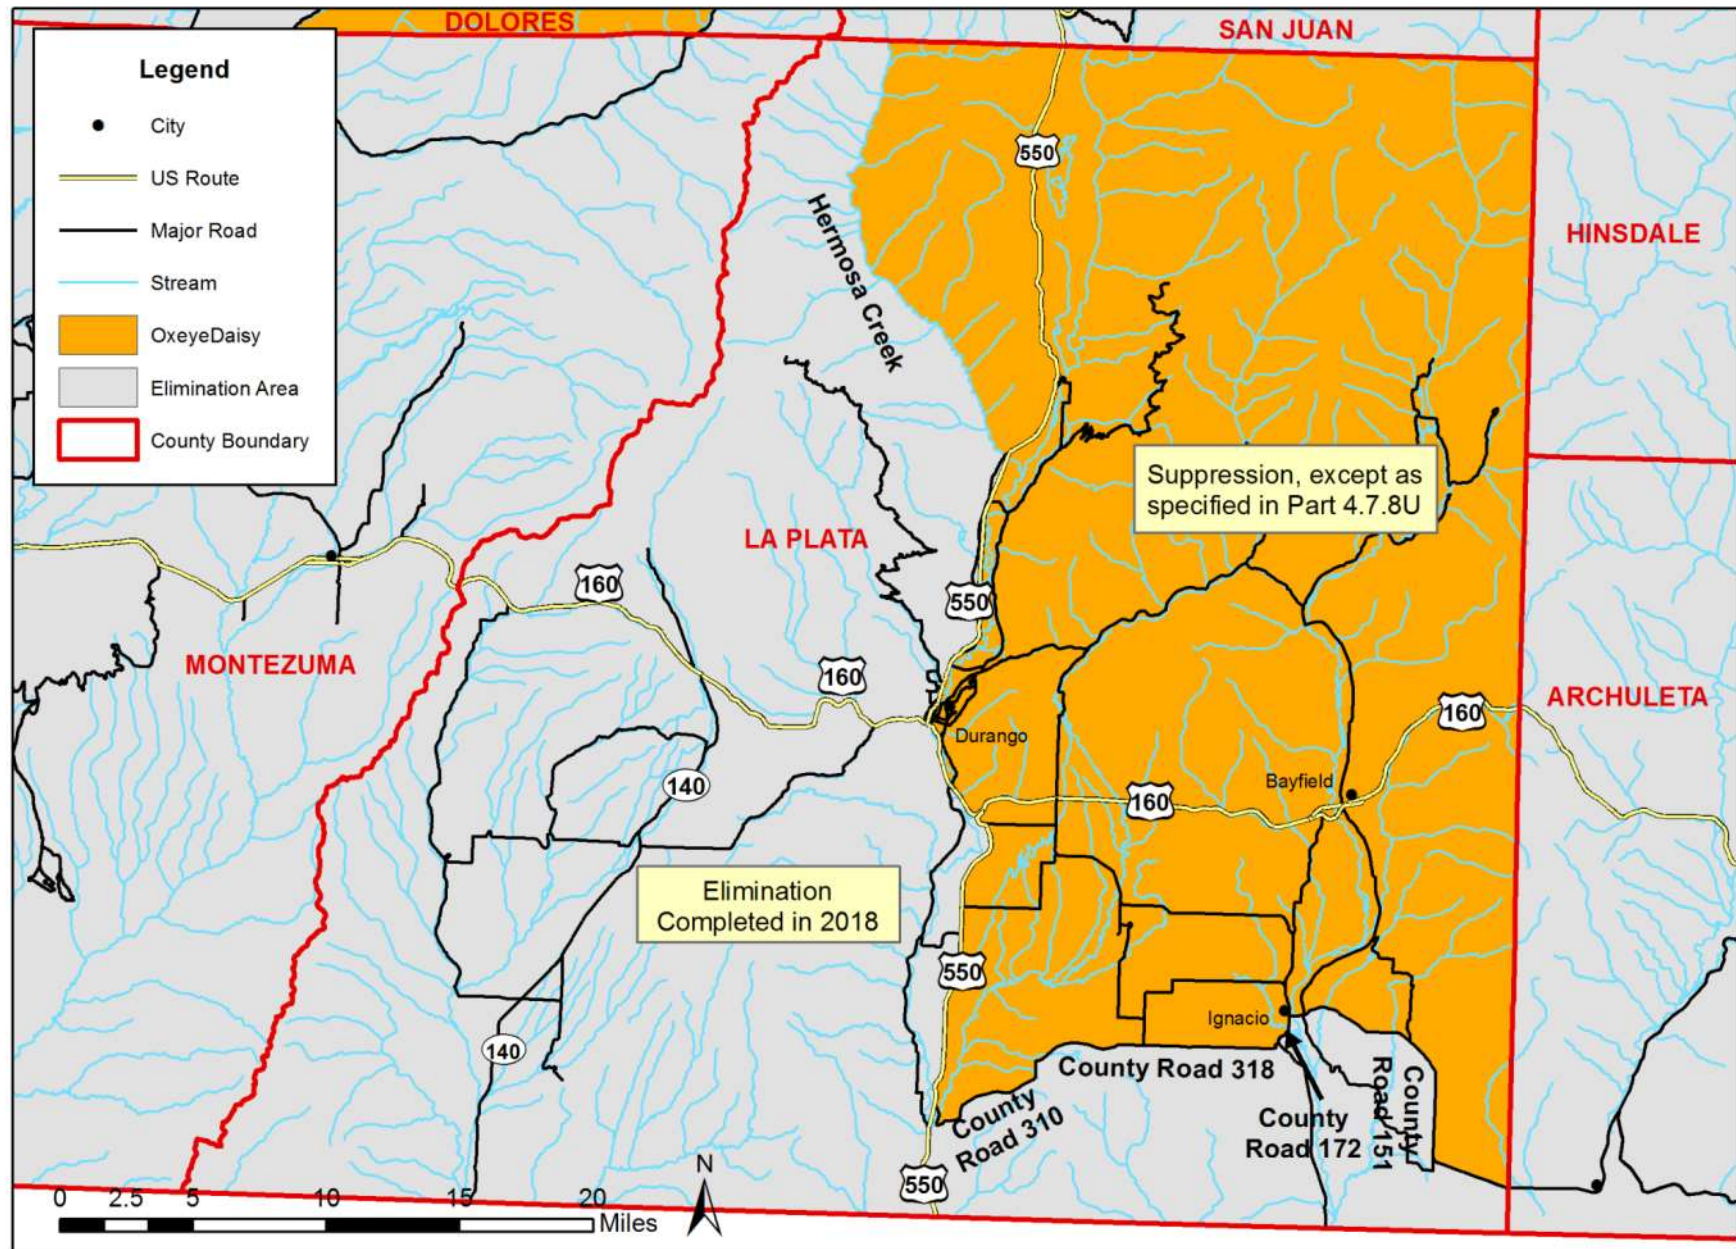 DOLORES
SAN JUAN
Legend
City
US Route
Major Road
Stream
OxeyeDaisy
Elimination Area
County Boundary
550
HINSDALE
Hermosa Creek
Suppression, except as
specified in Part 4.7.8U
LA PLATA
160
550
MONTEZUMA
160
ARCHULETA
160
Durango
140
Bayfield
160
Elimination
Completed in 2018
550
Ignacio
140
County Road 318
County
Road 310
County
Road 172
County
Road 151
N
550
0 2.5 5 10 15 20
Miles